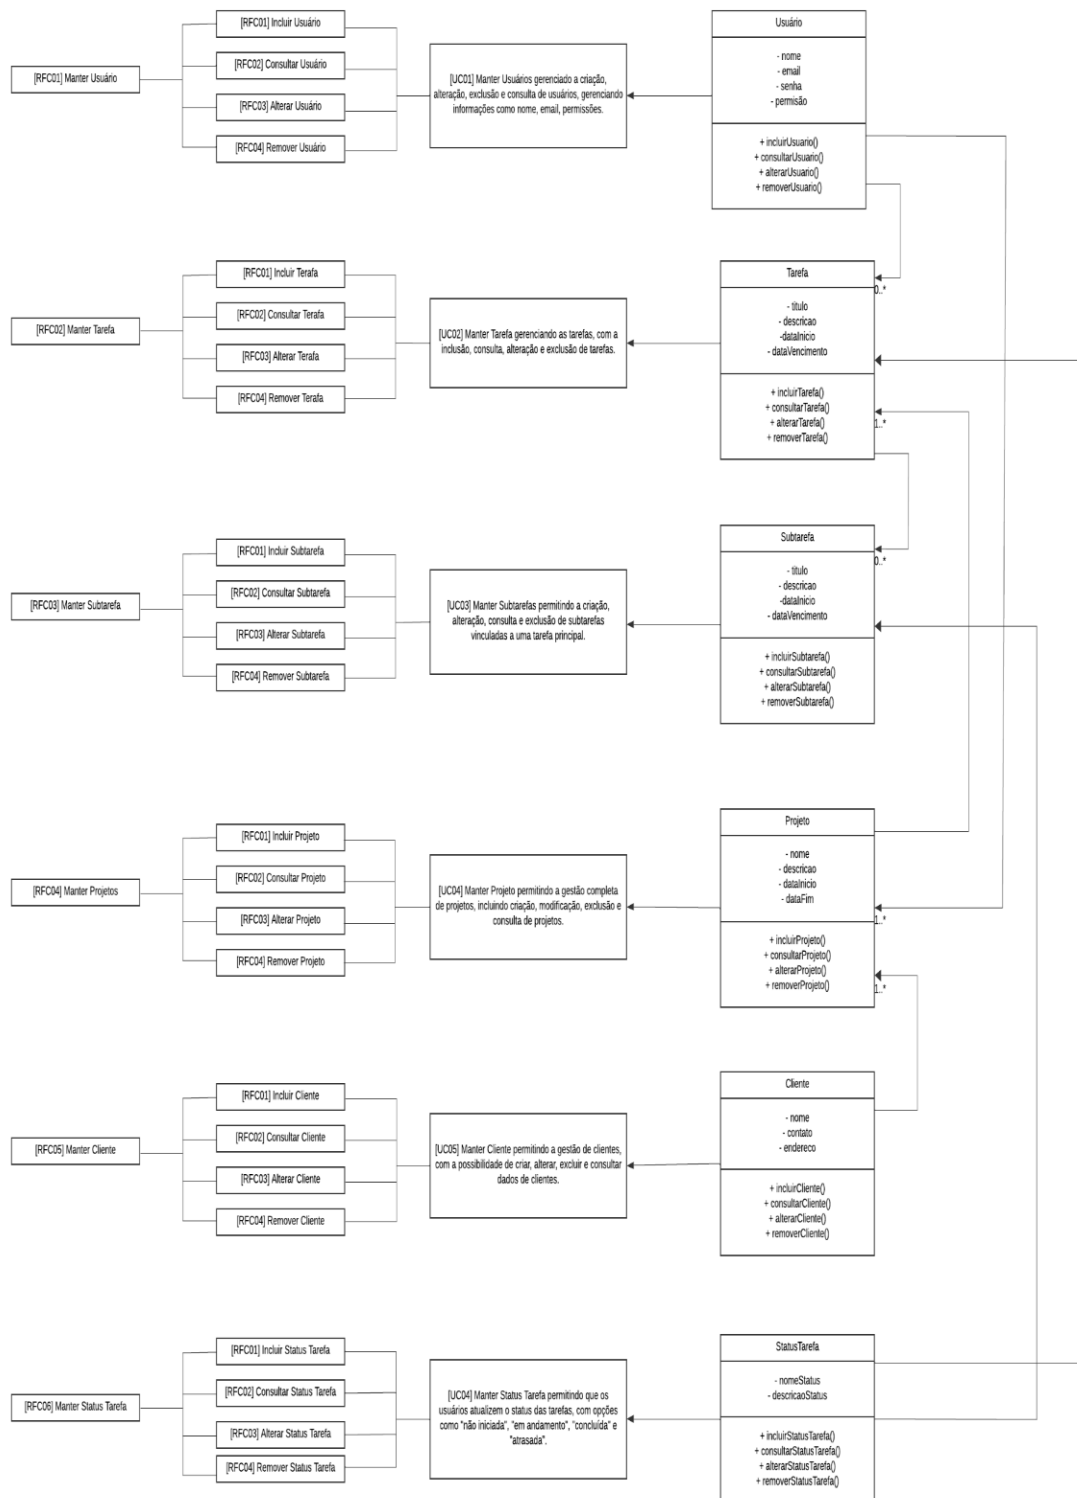 [RFC01] Manter Usuário
[RFC01] Incluir Usuário
[RFC02] Consultar Usuário
[RFC03] Alterar Usuário
[RFC04] Remover Usuário
[UC01] Manter Usuários gerenciado a criação,
alteração, exclusão e consulta de usuários, gerenciando
informações como nome, email, permissões.
Usuário
- nome
- email
- senha
- permisão
+ incluirUsuario()
+ consultarUsuario()
+ alterarUsuario()
+ removerUsuario()
[RFC02] Manter Tarefa
[RFC01] Incluir Terafa
[RFC02] Consultar Terafa
[RFC03] Alterar Terafa
[RFC04] Remover Terafa
[UC02] Manter Tarefa gerenciando as tarefas, com a
inclusão, consulta, alteração e exclusão de tarefas.
Tarefa
0..*
- titulo
- descricao
-dataInicio
- dataVencimento
+ incluirTarefa()
+ consultarTarefa()
+ alterarTarefa()
+ removerTarefa()
1..*
[RFC03] Manter Subtarefa
[RFC01] Incluir Subtarefa
[RFC02] Consultar Subtarefa
[RFC03] Alterar Subtarefa
[RFC04] Remover Subtarefa
[UC03] Manter Subtarefas permitindo a criação,
alteração, consulta e exclusão de subtarefas
vinculadas a uma tarefa principal.
Subtarefa
0..*
- titulo
- descricao
-dataInicio
- dataVencimento
+ incluirSubtarefa()
+ consultarSubtarefa()
+ alterarSubtarefa()
+ removerSubtarefa()
[RFC04] Manter Projetos
[RFC01] Incluir Projeto
[RFC02] Consultar Projeto
[RFC03] Alterar Projeto
[RFC04] Remover Projeto
[UC04] Manter Projeto permitindo a gestão completa
de projetos, incluindo criação, modificação, exclusão e
consulta de projetos.
Projeto
- nome
- descricao
- dataInicio
- dataFim
1..*
+ incluirProjeto()
+ consultarProjeto()
+ alterarProjeto()
+ removerProjeto()
1..*
[RFC05] Manter Cliente
[RFC01] Incluir Cliente
[RFC02] Consultar Cliente
[RFC03] Alterar Cliente
[RFC04] Remover Cliente
[UC05] Manter Cliente permitindo a gestão de clientes,
com a possibilidade de criar, alterar, excluir e consultar
dados de clientes.
Cliente
- nome
- contato
- endereco
+ incluirCliente()
+ consultarCliente()
+ alterarCliente()
+ removerCliente()
[RFC06] Manter Status Tarefa
[RFC01] Incluir Status Tarefa
[RFC02] Consultar Status Tarefa
[RFC03] Alterar Status Tarefa
[RFC04] Remover Status Tarefa
[UC04] Manter Status Tarefa permitindo que os
usuários atualizem o status das tarefas, com opções
como "não iniciada", "em andamento", "concluída" e
"atrasada".
StatusTarefa
- nomeStatus
- descricaoStatus
+ incluirStatusTarefa()
+ consultarStatusTarefa()
+ alterarStatusTarefa()
+ removerStatusTarefa()